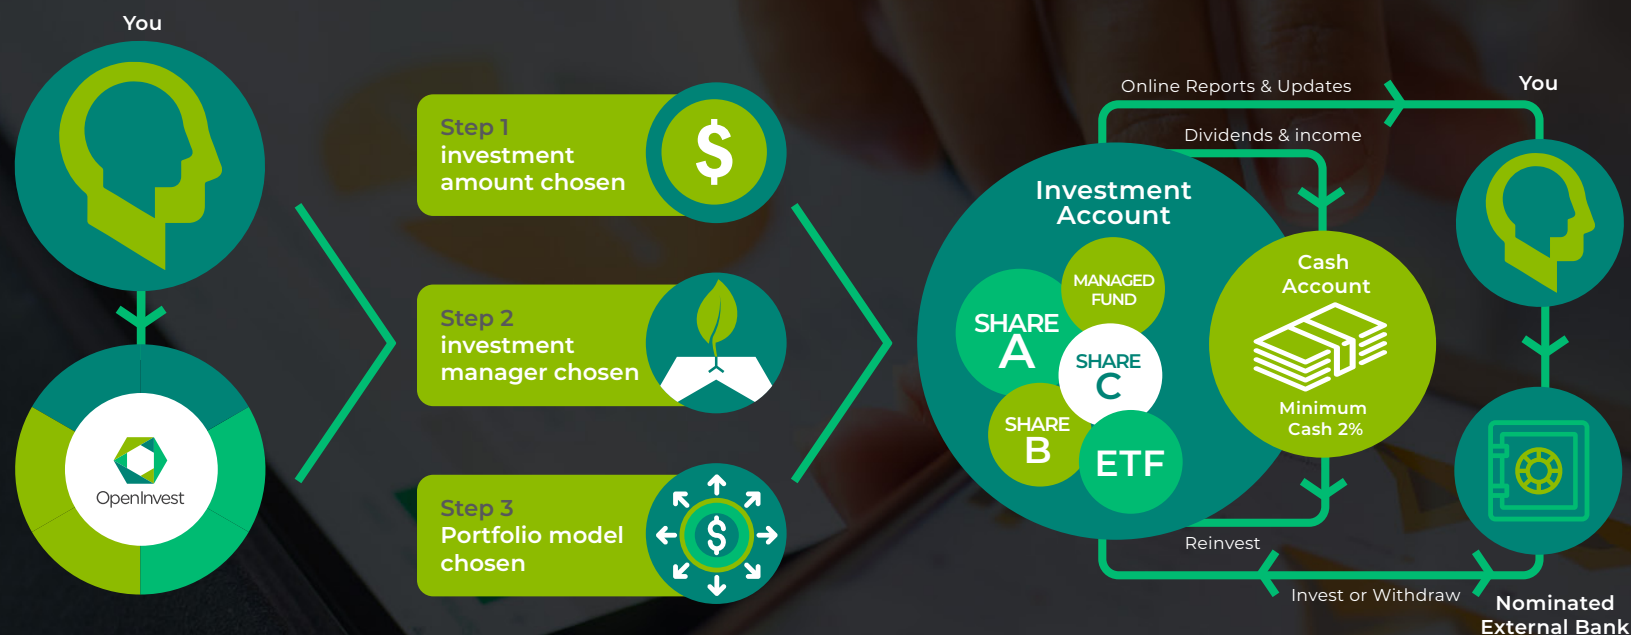 You
OpenInvest
Step 1
investment
amount chosen
$
Step 2
investment
manager chosen
Step 3
Portfolio model
chosen
$
Online Reports & Updates
Dividends & income
Investment
Account
MANAGED
FUND
SHARE
A
SHARE
C
SHARE
B
ETF
Cash
Account
Minimum
Cash 2%
Reinvest
Invest or Withdraw
You
Nominated
External Bank